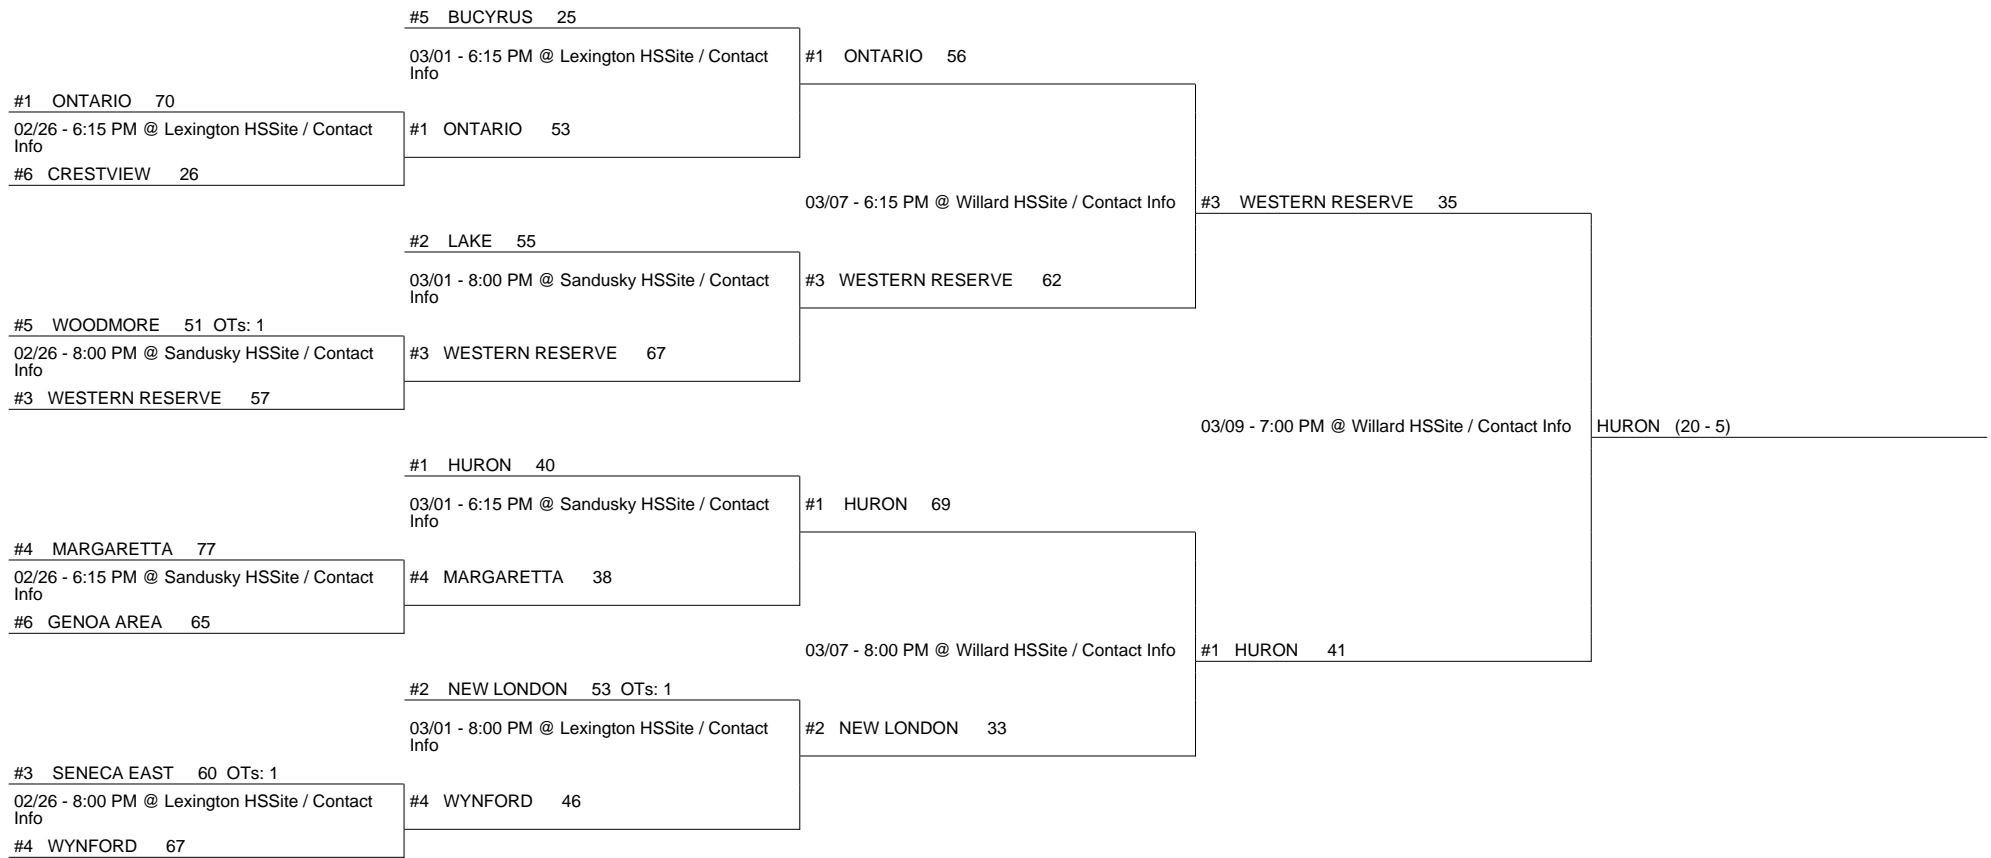 #5 BUCYRUS 25
03/01 - 6:15 PM @ Lexington HSSite / Contact
Info
#1 ONTARIO 56
#1 ONTARIO 70
02/26 - 6:15 PM @ Lexington HSSite / Contact
Info
#1 ONTARIO 53
#6 CRESTVIEW 26
03/07 - 6:15 PM @ Willard HSSite / Contact Info
#3 WESTERN RESERVE 35
#2 LAKE 55
03/01 - 8:00 PM @ Sandusky HSSite / Contact
Info
#3 WESTERN RESERVE 62
#5 WOODMORE 51 OTs: 1
02/26 - 8:00 PM @ Sandusky HSSite / Contact
Info
#3 WESTERN RESERVE 67
#3 WESTERN RESERVE 57
03/09 - 7:00 PM @ Willard HSSite / Contact Info
HURON (20 - 5)
#1 HURON 40
03/01 - 6:15 PM @ Sandusky HSSite / Contact
Info
#1 HURON 69
#4 MARGARETTA 77
02/26 - 6:15 PM @ Sandusky HSSite / Contact
Info
#4 MARGARETTA 38
#6 GENOA AREA 65
03/07 - 8:00 PM @ Willard HSSite / Contact Info
#1 HURON 41
#2 NEW LONDON 53 OTs: 1
03/01 - 8:00 PM @ Lexington HSSite / Contact
Info
#2 NEW LONDON 33
#3 SENECA EAST 60 OTs: 1
02/26 - 8:00 PM @ Lexington HSSite / Contact
Info
#4 WYNFORD 46
#4 WYNFORD 67